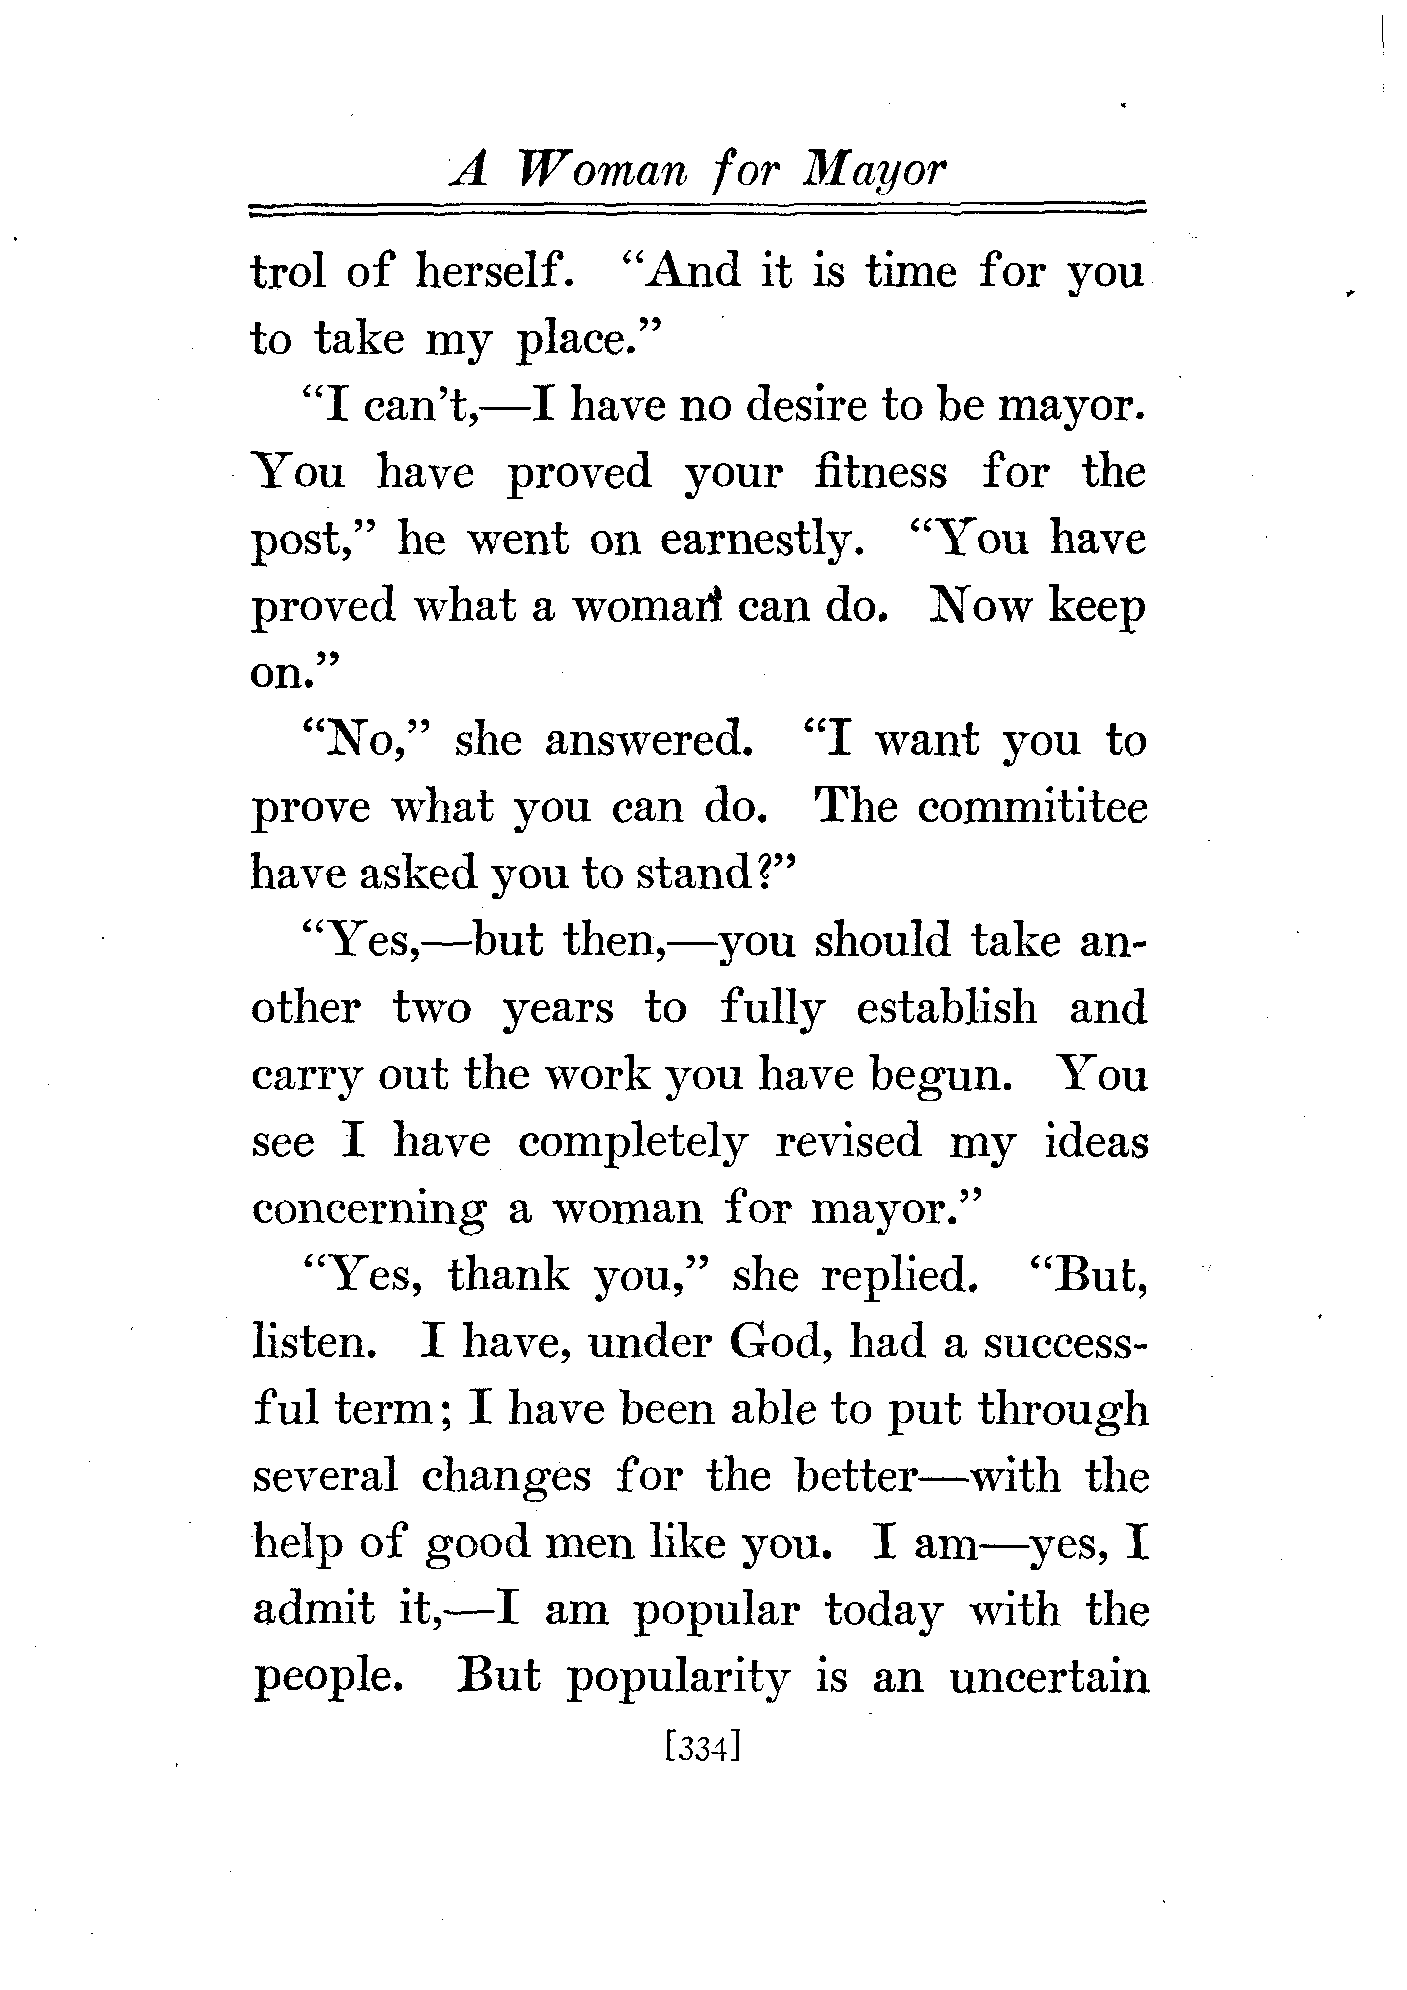 A Woman for Mayor
trol of herself. “And it is time for you
to take my place.”
“I can’t,—I have no desire to be mayor.
You have proved your fitness for the
post,” he went on earnestly. “You have
proved what a woman can do. Now keep
on.”
“No,” she answered. “I want you to
prove what you can do. The commititee
have asked you to stand?”
“Yes,—but then,—you should take an-
other two years to fully establish and
carry out the work you have begun. You
see I have completely revised my ideas
concerning a woman for mayor.”
“Yes, thank you,” she replied. “But,
listen. I have, under God, had a success-
ful term; I have been able to put through
several changes for the better—with the
help of good men like you. I am—yes, I
admit it,—I am popular today with the
people. But popularity is an uncertain
[334]